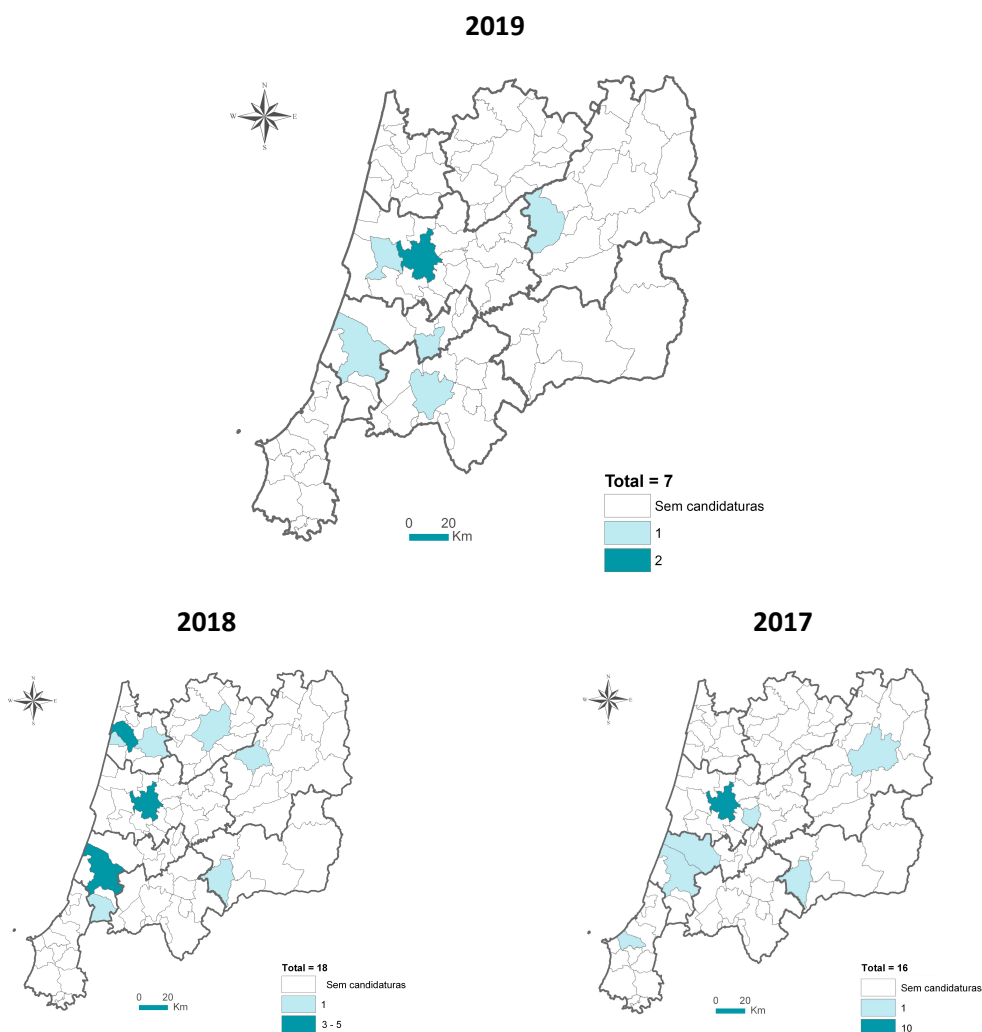 2019
N
W
E
S
Total = 7
Sem candidaturas
1
2
0 20
Km
2018
2017
N
W
E
S
N
W
E
S
Total = 18
Sem candidaturas
1
3 - 5
0 20
Km
Total = 16
Sem candidaturas
1
10
0 20
Km